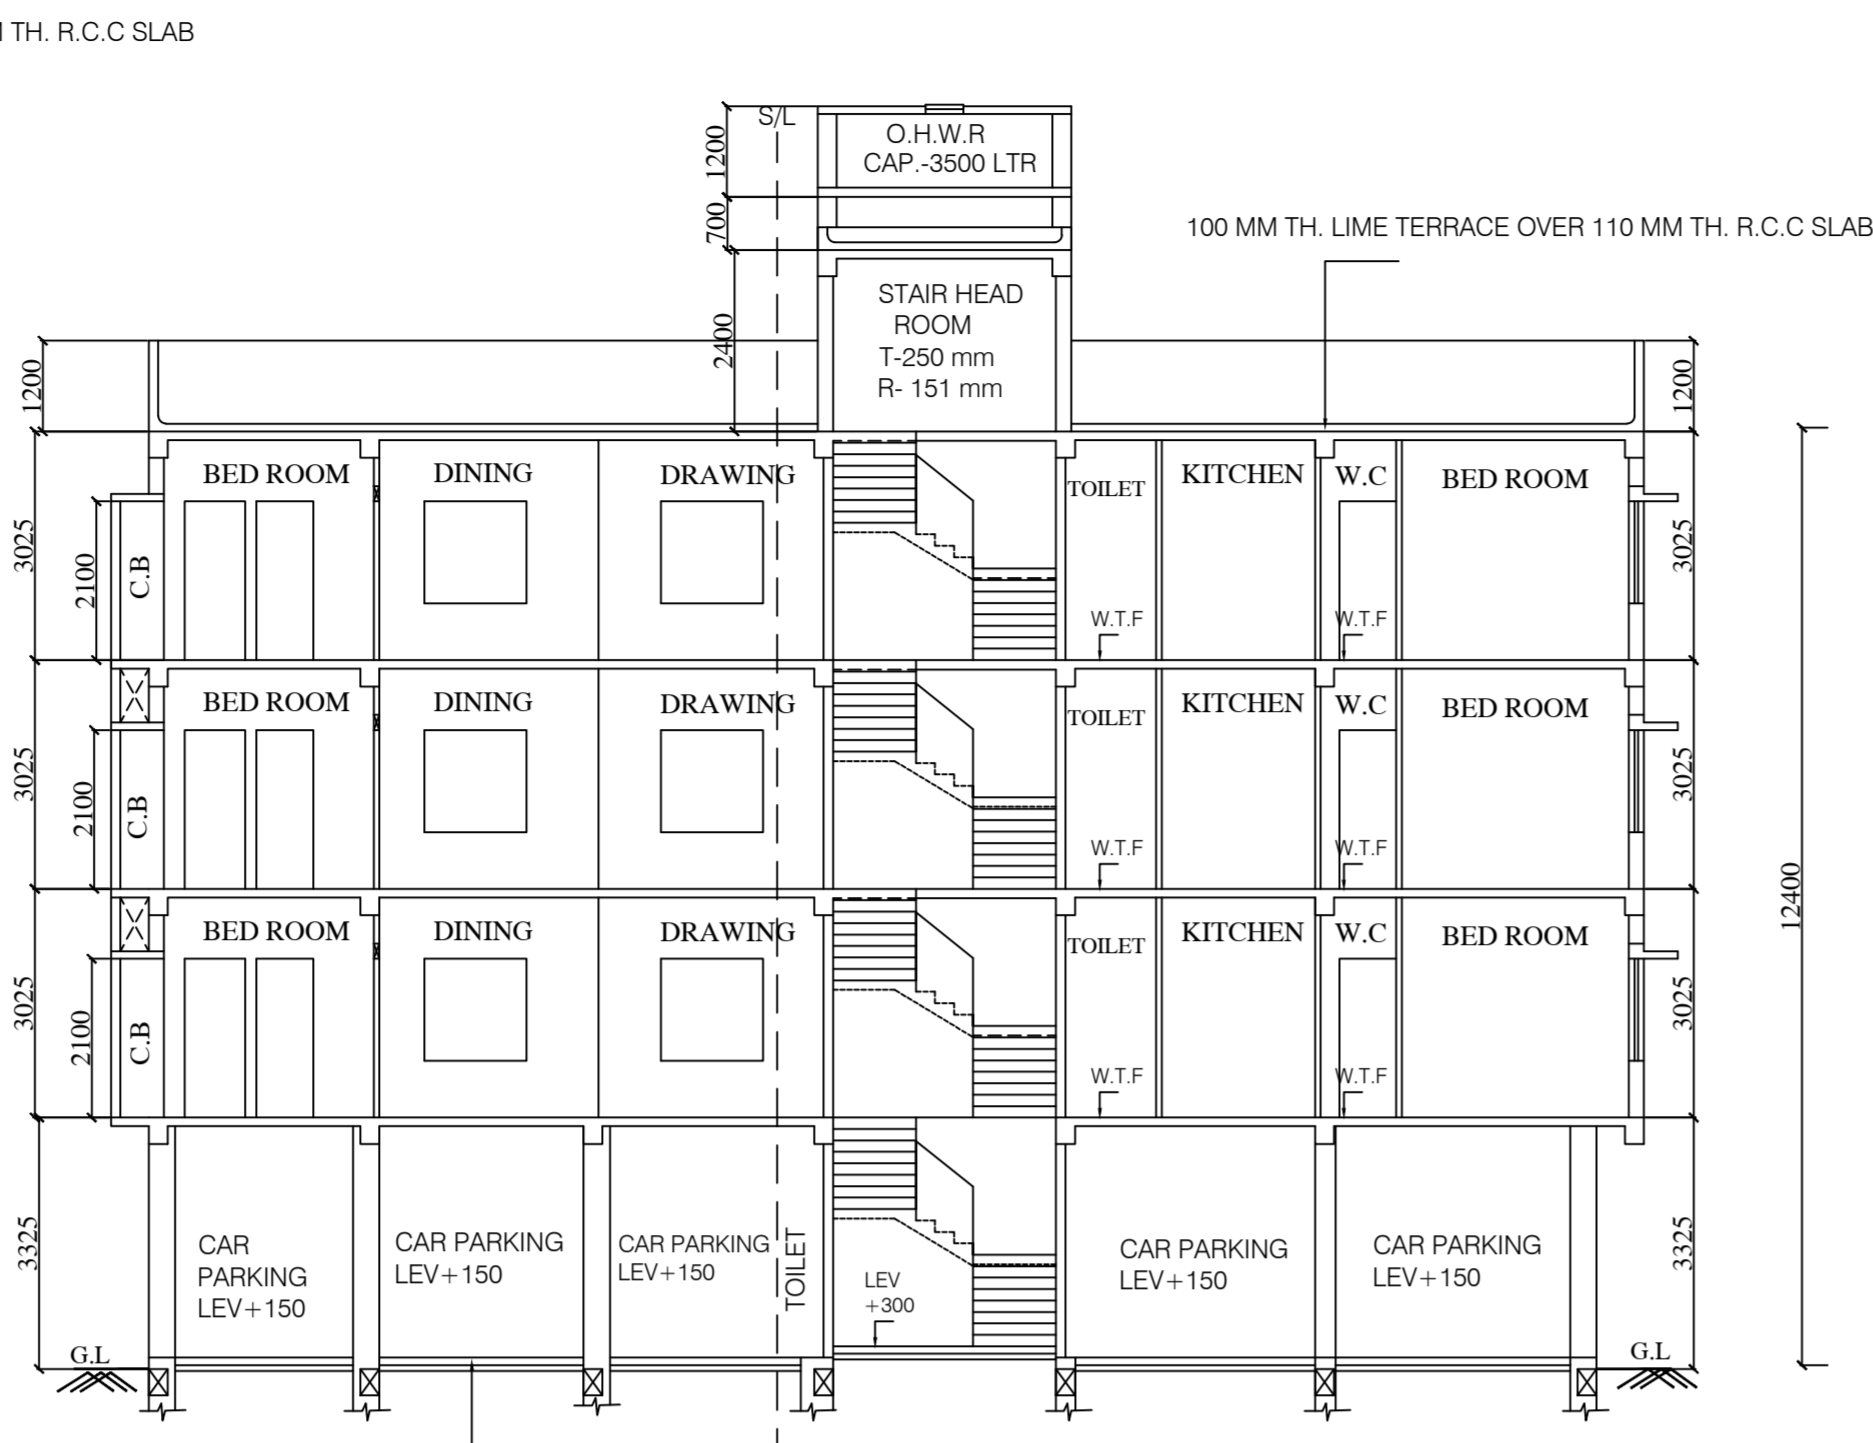 TH. R.C.C SLAB
S/L
O.H.W.R
CAP.-3500 LTR
1200
700
100 MM TH. LIME TERRACE OVER 110 MM TH. R.C.C SLAB
STAIR HEAD
ROOM
T-250 mm
R- 151 mm
2400
1200
1200
BED ROOM
DINING
DRAWING
TOILET
KITCHEN
W.C
BED ROOM
3025
2100
C.B
W.T.F
W.T.F
3025
BED ROOM
DINING
DRAWING
TOILET
KITCHEN
W.C
BED ROOM
3025
2100
C.B
W.T.F
W.T.F
3025
12400
BED ROOM
DINING
DRAWING
TOILET
KITCHEN
W.C
BED ROOM
3025
2100
C.B
W.T.F
W.T.F
3025
3325
CAR
PARKING
LEV+150
CAR PARKING
LEV+150
CAR PARKING
LEV+150
TOILET
LEV
+300
CAR PARKING
LEV+150
CAR PARKING
LEV+150
3325
G.L
G.L